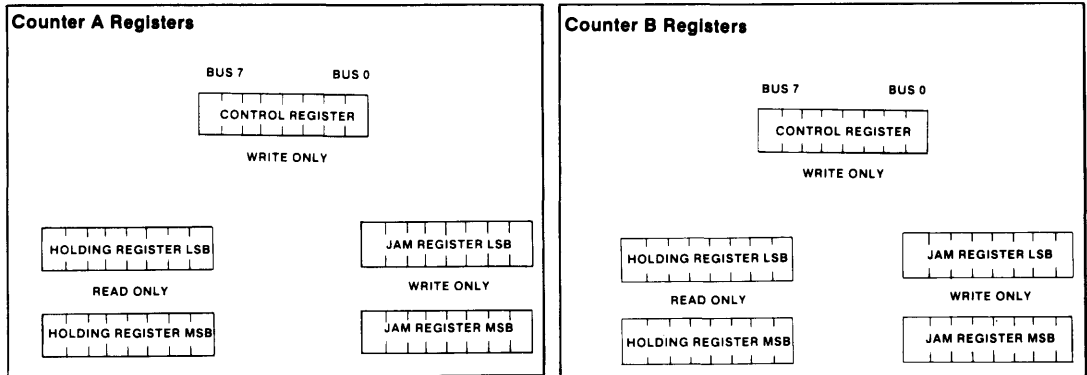 Counter A Registers
BUS 7 BUS 0
CONTROL REGISTER
WRITE ONLY
HOLDING REGISTER LSB
READ ONLY
HOLDING REGISTER MSB
JAM REGISTER LSB
WRITE ONLY
JAM REGISTER MSB
Counter B Registers
BUS 7 BUS 0
CONTROL REGISTER
WRITE ONLY
HOLDING REGISTER LSB
READ ONLY
HOLDING REGISTER MSB
JAM REGISTER LSB
WRITE ONLY
JAM REGISTER MSB